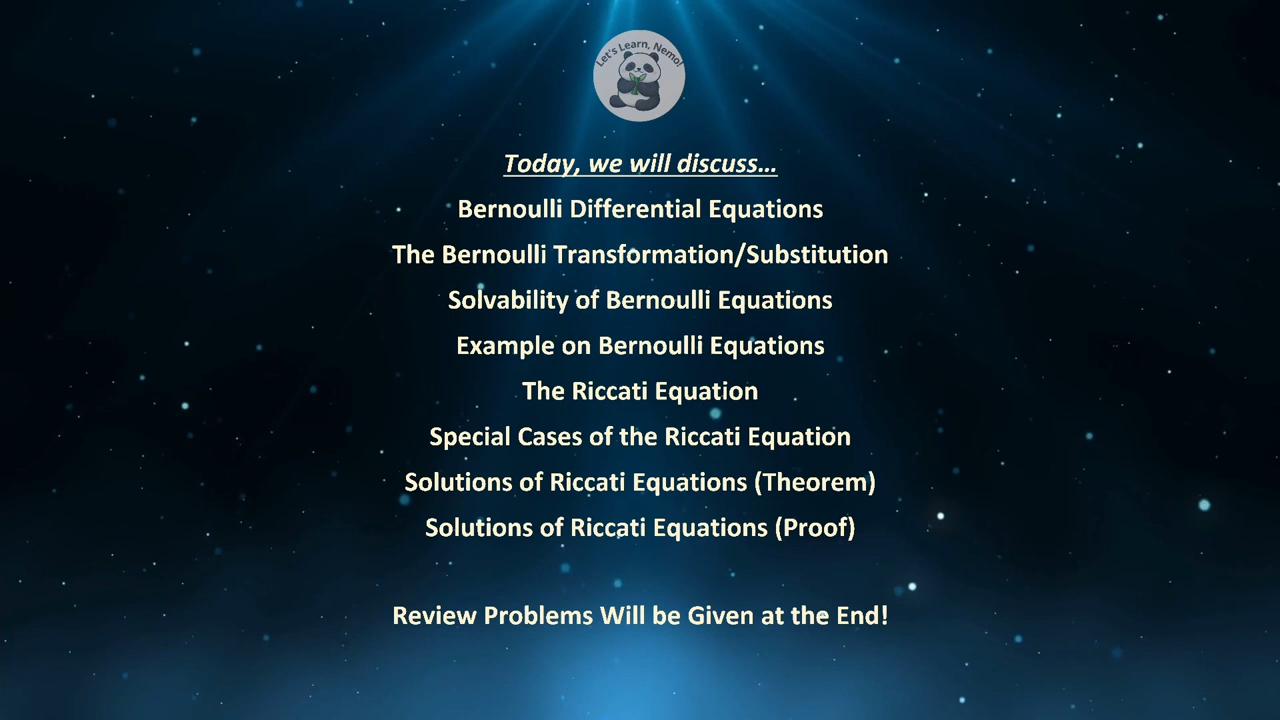 Let's Learn, Nemo!
Today, we will discuss...
Bernoulli Differential Equations
The Bernoulli Transformation/Substitution
Solvability of Bernoulli Equations
Example on Bernoulli Equations
The Riccati Equation
Special Cases of the Riccati Equation
Solutions of Riccati Equations (Theorem)
Solutions of Riccati Equations (Proof)
Review Problems Will be Given at the End!